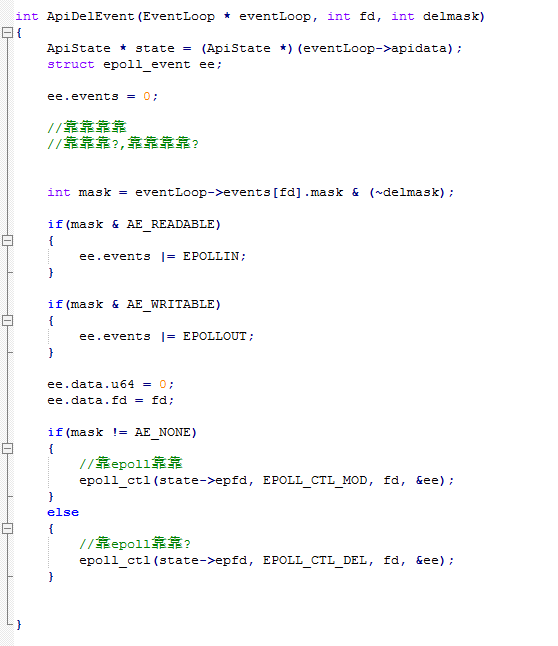 int ApiDelEvent(EventLoop * eventLoop, int fd, int delmask)
{
ApiState * state = (ApiState *)(eventLoop->apidata);
struct epoll_event ee;
ee.events = 0;
//靠靠靠靠
//靠靠靠?,靠靠靠靠?
int mask = eventLoop->events[fd].mask & (~delmask);
if(mask & AE_READABLE)
{
ee.events |= EPOLLIN;
}
if(mask & AE_WRITABLE)
{
ee.events |= EPOLLOUT;
}
ee.data.u64 = 0;
ee.data.fd = fd;
if(mask != AE_NONE)
{
//靠epoll靠靠
epoll_ctl(state->epfd, EPOLL_CTL_MOD, fd, &ee);
}
else
{
//靠epoll靠靠?
epoll_ctl(state->epfd, EPOLL_CTL_DEL, fd, &ee);
}
}